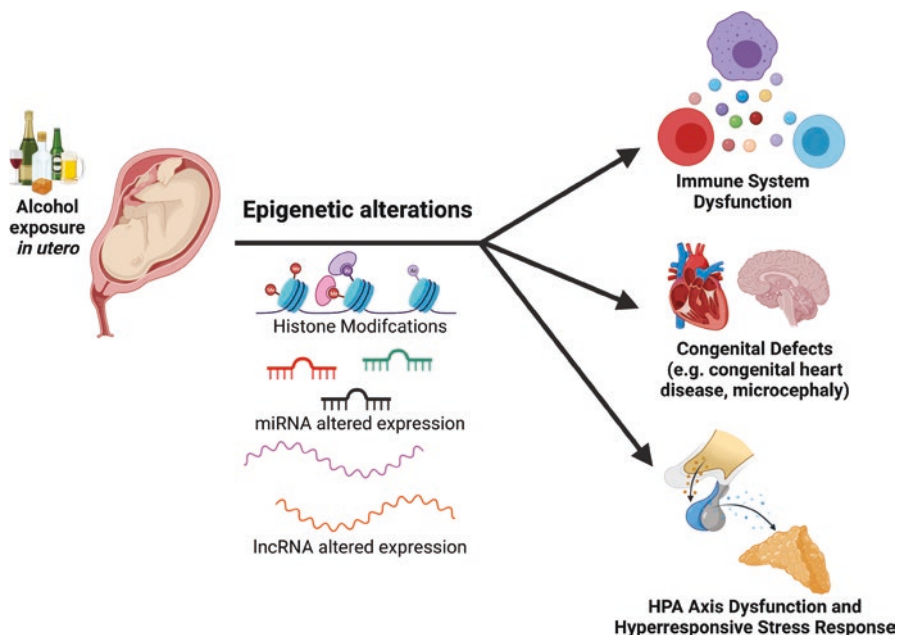 Alcohol
exposure
in utero
Epigenetic alterations
Histone Modifcations
miRNA altered expression
lncRNA altered expression
Immune System
Dysfunction
Congenital Defects
(e.g. congenital heart
disease, microcephaly)
HPA Axis Dysfunction and
Hyperresponsive Stress Response